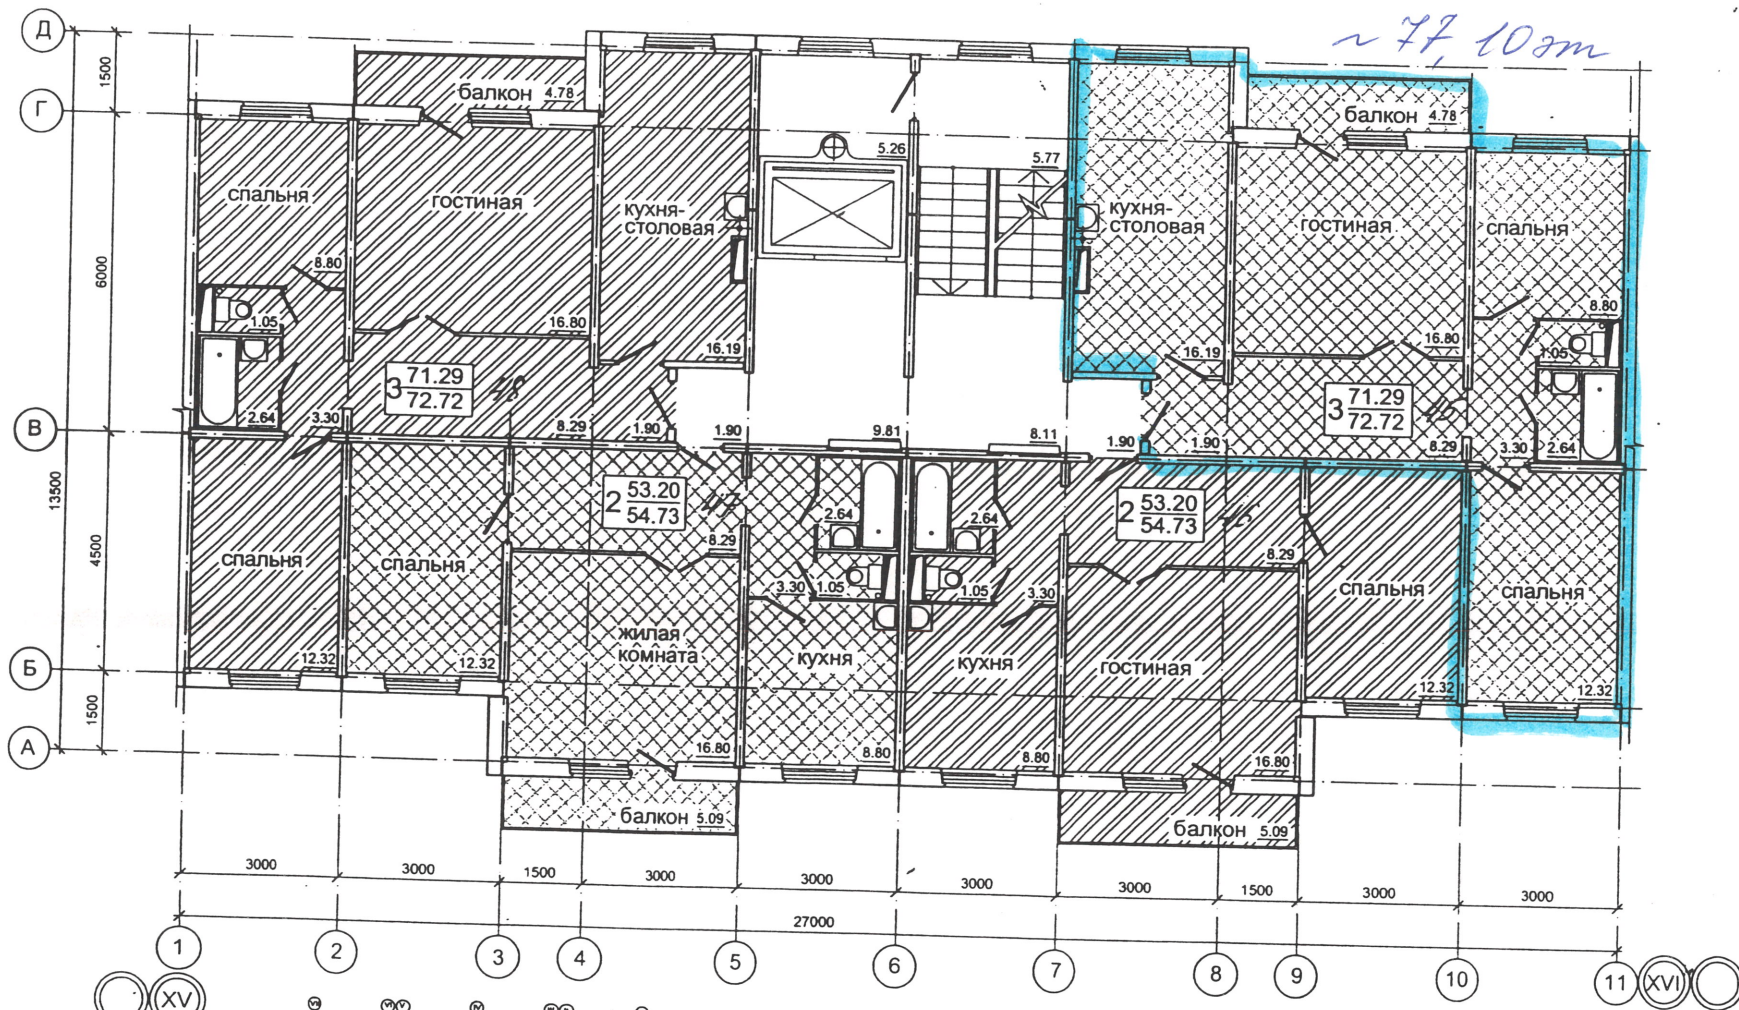 ~ 77, 10 эт
Д
Г
В
Б
А
1500
6000
13500
4500
1500
балкон 4.78
балкон 4.78
спальня
гостиная
кухня-
столовая
5.26
5.77
кухня-
столовая
гостиная
спальня
8.80
16.80
16.19
16.19
16.80
8.80
1.05
1.05
3 71.29
72.72
48
3 71.29
72.72
2.64
3.30
8.29
1.90
1.90
9.81
8.11
1.90
1.90
8.29
3.30
2.64
2 53.20
54.73
47
2.64
2.64
2 53.20
54.73
8.29
8.29
спальня
спальня
3.30
1.05
1.05
3.30
спальня
спальня
жилая
комната
кухня
кухня
гостиная
12.32
12.32
12.32
12.32
16.80
8.80
8.80
16.80
балкон 5.09
балкон 5.09
3000
3000
1500
3000
3000
3000
3000
1500
3000
3000
27000
1
2
3
4
5
6
7
8
9
10
11
XV
XVI